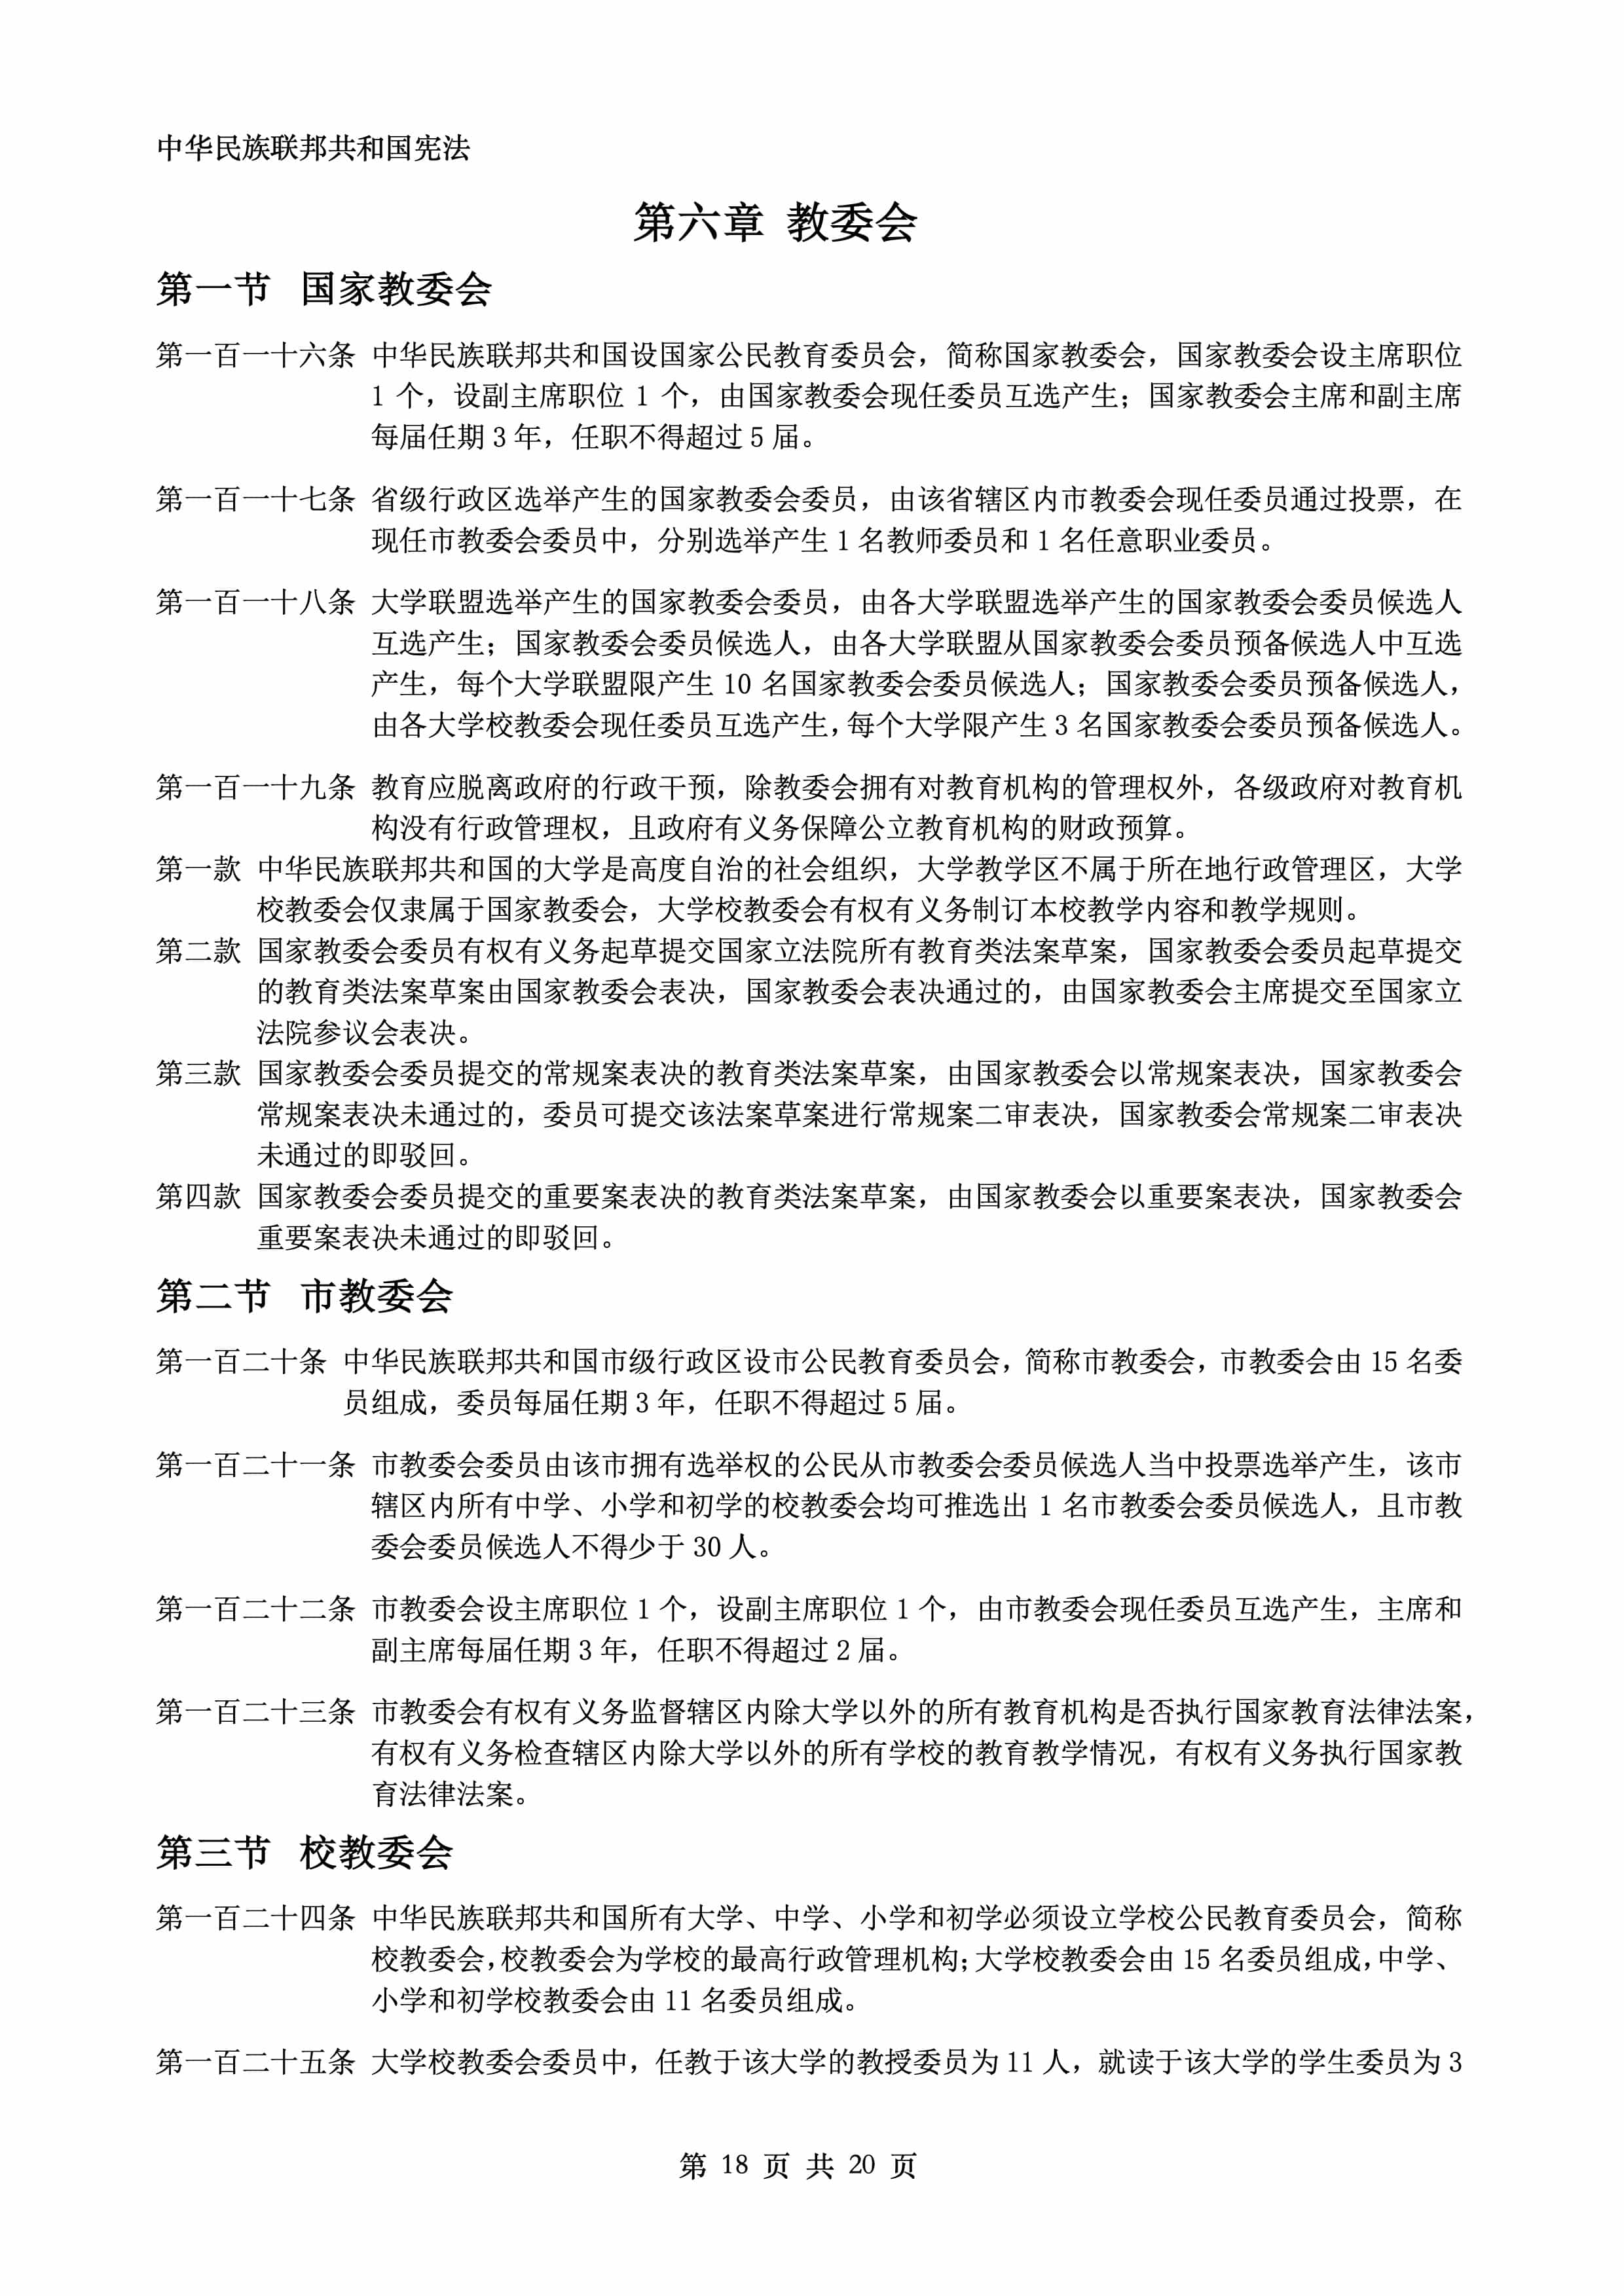 中华民族联邦共和国宪法
第六章 教委会
第一节 国家教委会
第一百一十六条 中华民族联邦共和国设国家公民教育委员会，简称国家教委会，国家教委会设主席职位
1 个，设副主席职位 1 个，由国家教委会现任委员互选产生；国家教委会主席和副主席
每届任期 3 年，任职不得超过 5 届。
第一百一十七条 省级行政区选举产生的国家教委会委员，由该省辖区内市教委会现任委员通过投票，在
现任市教委会委员中，分别选举产生 1 名教师委员和 1 名任意职业委员。
第一百一十八条 大学联盟选举产生的国家教委会委员，由各大学联盟选举产生的国家教委会委员候选人
互选产生；国家教委会委员候选人，由各大学联盟从国家教委会委员预备候选人中互选
产生，每个大学联盟限产生 10 名国家教委会委员候选人；国家教委会委员预备候选人，
由各大学校教委会现任委员互选产生，每个大学限产生 3 名国家教委会委员预备候选人。
第一百一十九条 教育应脱离政府的行政干预，除教委会拥有对教育机构的管理权外，各级政府对教育机
构没有行政管理权，且政府有义务保障公立教育机构的财政预算。
第一款 中华民族联邦共和国的大学是高度自治的社会组织，大学教学区不属于所在地行政管理区，大学
校教委会仅隶属于国家教委会，大学校教委会有权有义务制订本校教学内容和教学规则。
第二款 国家教委会委员有权有义务起草提交国家立法院所有教育类法案草案，国家教委会委员起草提交
的教育类法案草案由国家教委会表决，国家教委会表决通过的，由国家教委会主席提交至国家立
法院参议会表决。
第三款 国家教委会委员提交的常规案表决的教育类法案草案，由国家教委会以常规案表决，国家教委会
常规案表决未通过的，委员可提交该法案草案进行常规案二审表决，国家教委会常规案二审表决
未通过的即驳回。
第四款 国家教委会委员提交的重要案表决的教育类法案草案，由国家教委会以重要案表决，国家教委会
重要案表决未通过的即驳回。
第二节 市教委会
第一百二十条 中华民族联邦共和国市级行政区设市公民教育委员会，简称市教委会，市教委会由 15 名委
员组成，委员每届任期 3 年，任职不得超过 5 届。
第一百二十一条 市教委会委员由该市拥有选举权的公民从市教委会委员候选人当中投票选举产生，该市
辖区内所有中学、小学和初学的校教委会均可推选出 1 名市教委会委员候选人，且市教
委会委员候选人不得少于 30 人。
第一百二十二条 市教委会设主席职位 1 个，设副主席职位 1 个，由市教委会现任委员互选产生，主席和
副主席每届任期 3 年，任职不得超过 2 届。
第一百二十三条 市教委会有权有义务监督辖区内除大学以外的所有教育机构是否执行国家教育法律法案，
有权有义务检查辖区内除大学以外的所有学校的教育教学情况，有权有义务执行国家教
育法律法案。
第三节 校教委会
第一百二十四条 中华民族联邦共和国所有大学、中学、小学和初学必须设立学校公民教育委员会，简称
校教委会，校教委会为学校的最高行政管理机构；大学校教委会由 15 名委员组成，中学、
小学和初学校教委会由 11 名委员组成。
第一百二十五条 大学校教委会委员中，任教于该大学的教授委员为 11 人，就读于该大学的学生委员为 3
第 18 页 共 20 页